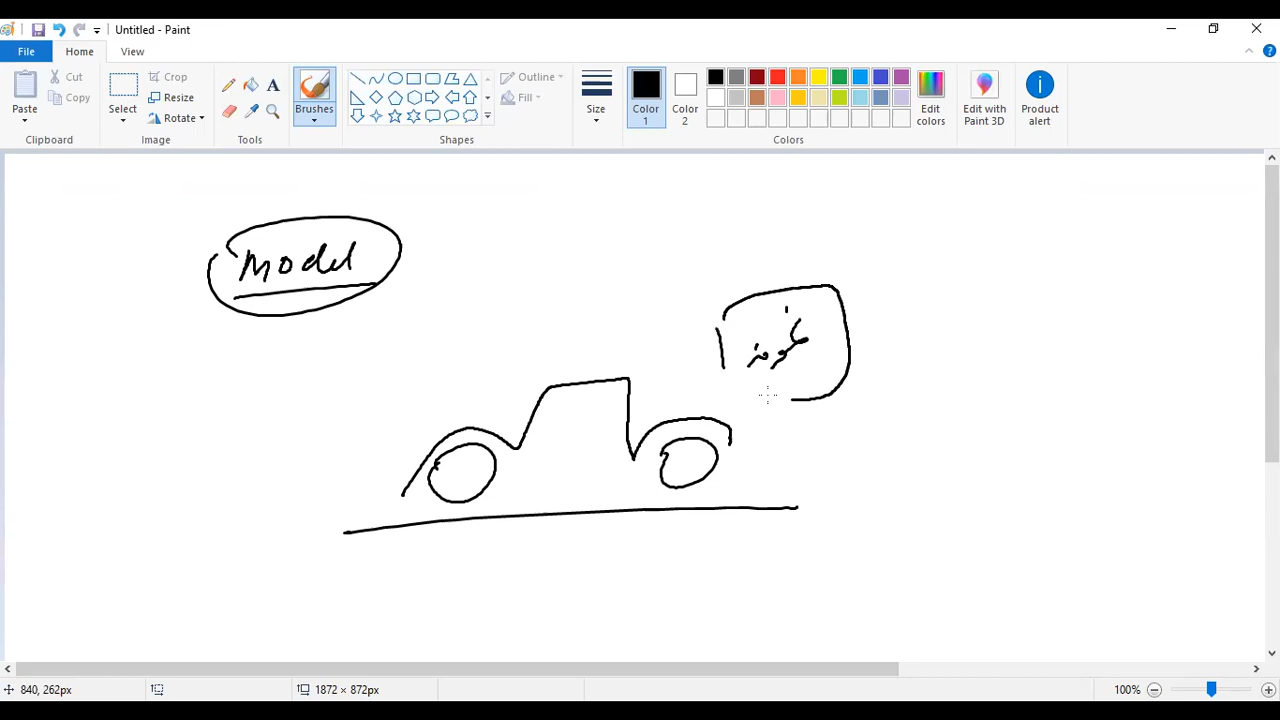 Untitled - Paint
File
Home
View
Paste
Cut
Copy
Clipboard
Select
Crop
Resize
Rotate
Image
Tools
Brushes
Shapes
Outline
Fill
Size
Color 1
Color 2
Colors
Edit colors
Edit with Paint 3D
Product alert
Model
840, 262px
1872 × 872px
100%